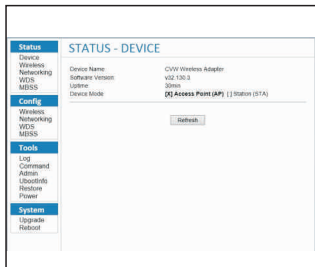 Status
Device
Wireless
Networking
WDS
MBSS
Config
Wireless
Networking
WDS
MBSS
Tools
Log
Command
Admin
UbootInfo
Restore
Power
System
Upgrade
Reboot
STATUS - DEVICE
Device Name CVW Wireless Adapter
Software Version v32.130.3
Uptime 30min
Device Mode [X] Access Point (AP) [ ] Station (STA)
Refresh